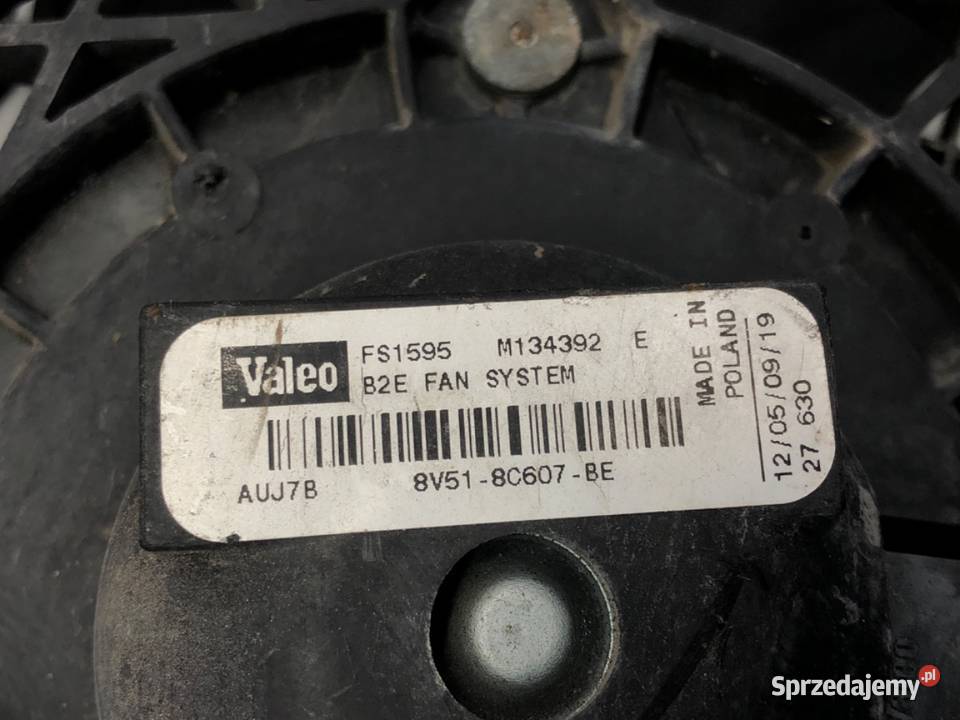 Valeo
FS1595 M134392 E
B2E FAN SYSTEM
AUJ7B 8V51-8C607-BE
MADE IN
POLAND
12/05/09/19
27 630
Sprzedajemy.pl